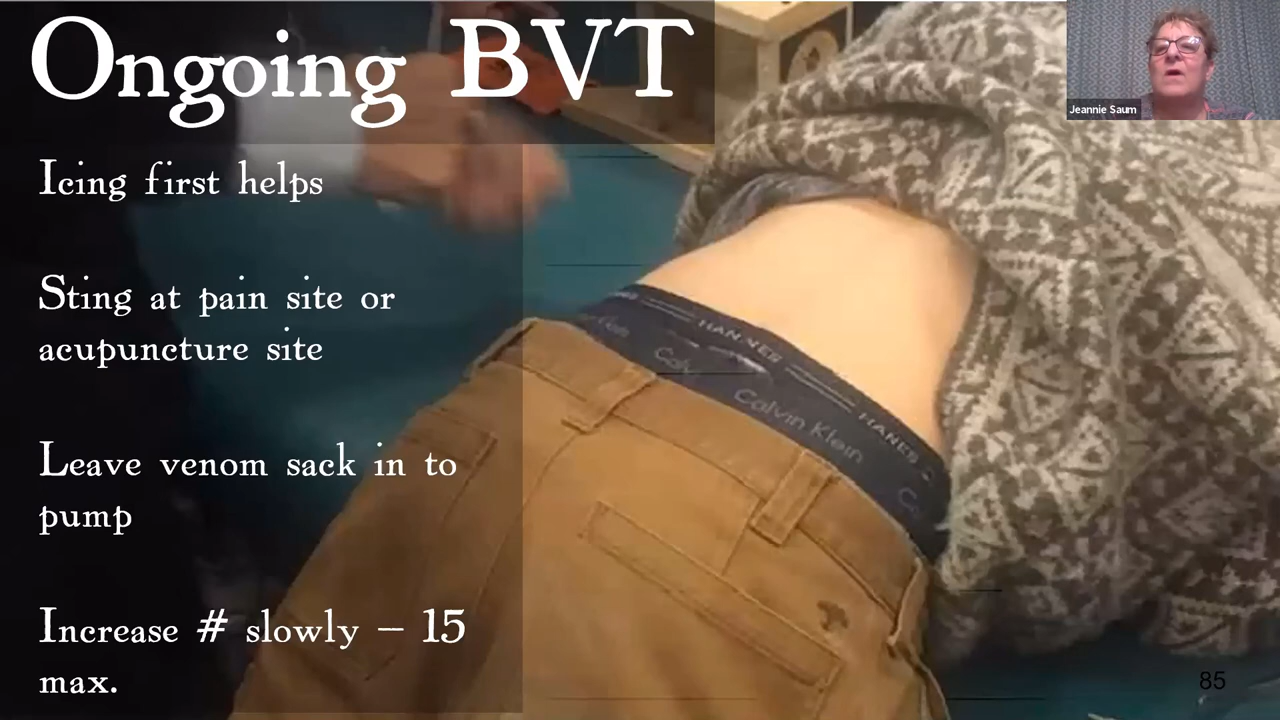 Ongoing BVT
Jeannie Saum
Icing first helps
Sting at pain site or
acupuncture site
Leave venom sack in to
pump
Increase # slowly – 15
max.
Calvin Klein
85